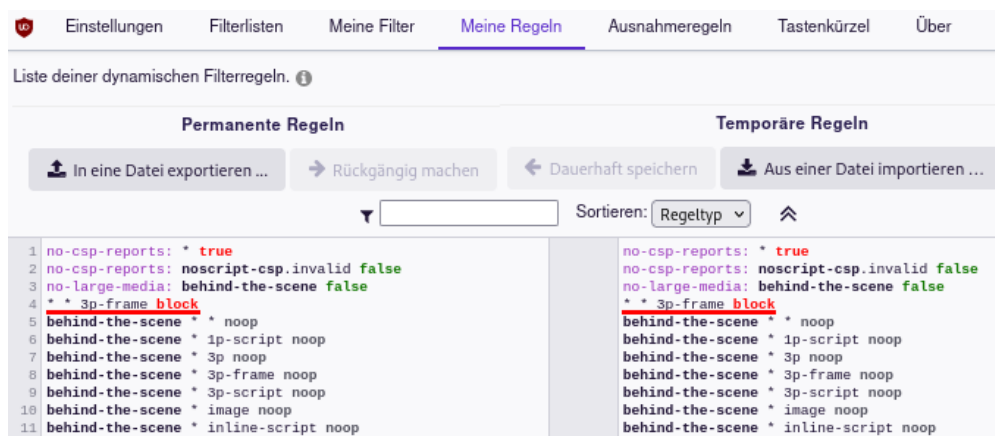 Einstellungen Filterlisten Meine Filter Meine Regeln Ausnahmeregeln Tastenkürzel Über
Liste deiner dynamischen Filterregeln.
Permanente Regeln Temporäre Regeln
In eine Datei exportieren ... Rückgängig machen Dauerhaft speichern Aus einer Datei importieren ...
Sortieren: Regeltyp
1 no-csp-reports: * true
2 no-csp-reports: noscript-csp.invalid false
3 no-large-media: behind-the-scene false
4 * * 3p-frame block
5 behind-the-scene * * noop
6 behind-the-scene * 1p-script noop
7 behind-the-scene * 3p noop
8 behind-the-scene * 3p-frame noop
9 behind-the-scene * 3p-script noop
10 behind-the-scene * image noop
11 behind-the-scene * inline-script noop
no-csp-reports: * true
no-csp-reports: noscript-csp.invalid false
no-large-media: behind-the-scene false
* * 3p-frame block
behind-the-scene * * noop
behind-the-scene * 1p-script noop
behind-the-scene * 3p noop
behind-the-scene * 3p-frame noop
behind-the-scene * 3p-script noop
behind-the-scene * image noop
behind-the-scene * inline-script noop